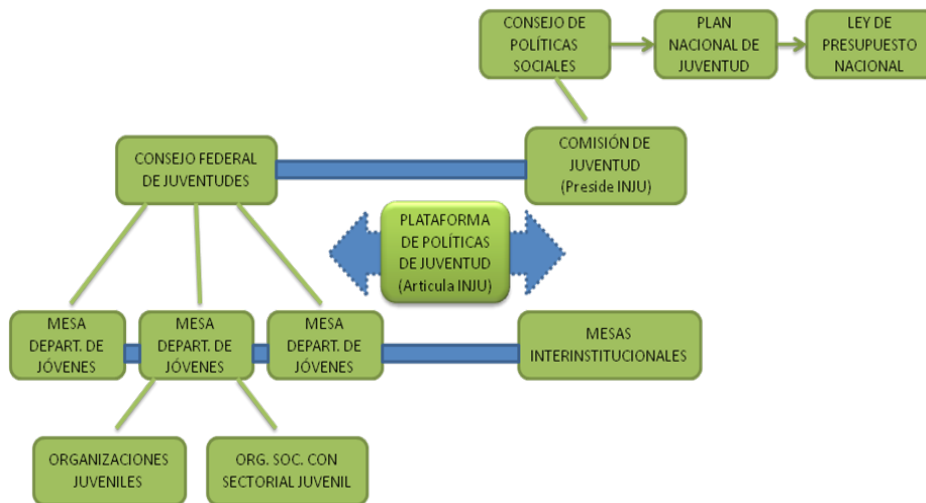 CONSEJO DE
POLÍTICAS
SOCIALES
PLAN
NACIONAL DE
JUVENTUD
LEY DE
PRESUPUESTO
NACIONAL
CONSEJO FEDERAL
DE JUVENTUDES
COMISIÓN DE
JUVENTUD
(Preside INJU)
PLATAFORMA
DE POLÍTICAS
DE JUVENTUD
(Articula INJU)
MESA
DEPART. DE
JÓVENES
MESA
DEPART. DE
JÓVENES
MESA
DEPART. DE
JÓVENES
MESAS
INTERINSTITUCIONALES
ORGANIZACIONES
JUVENILES
ORG. SOC. CON
SECTORIAL JUVENIL